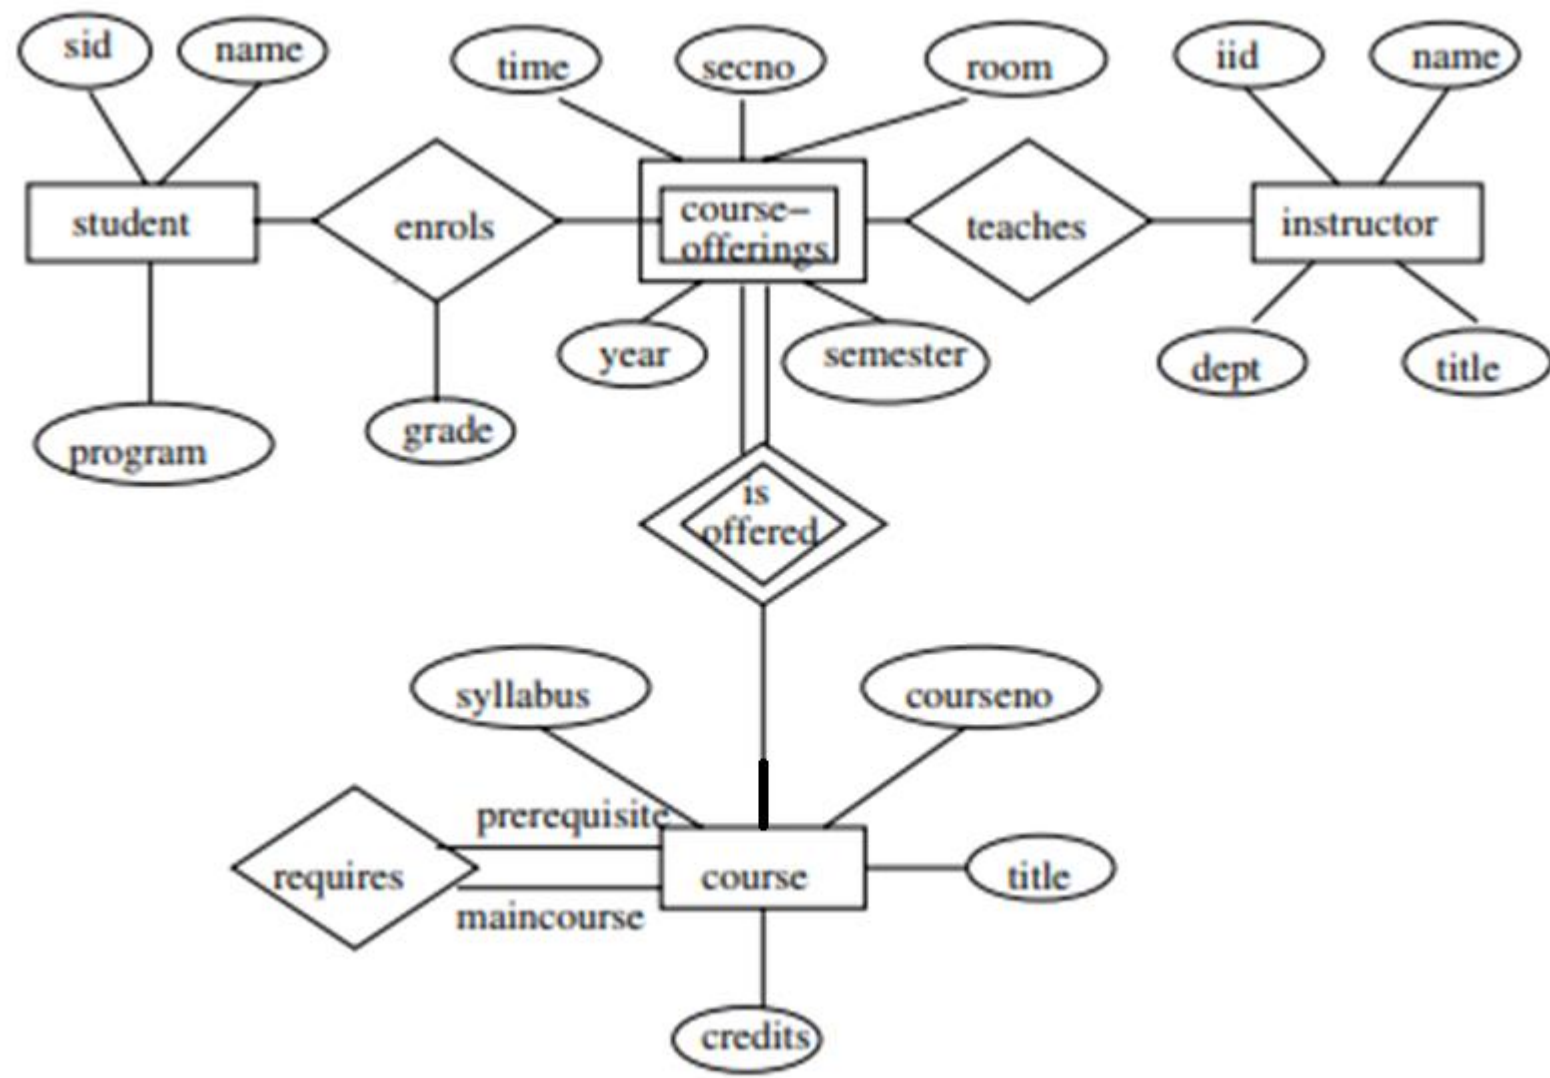 sid
name
time
secno
room
iid
name
student
enrols
course–
offerings
teaches
instructor
year
semester
dept
title
program
grade
is
offered
syllabus
courseno
prerequisite
requires
course
title
maincourse
credits